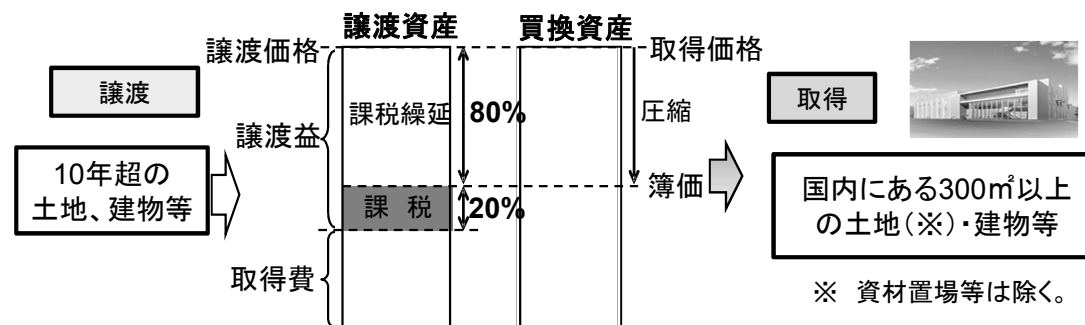 譲渡資産
買換資産
譲渡価格
取得価格
譲渡
取得
課税繰延
80%
圧縮
譲渡益
10年超の
土地、建物等
簿価
課 税
20%
国内にある300㎡以上
の土地(※)・建物等
取得費
※ 資材置場等は除く。